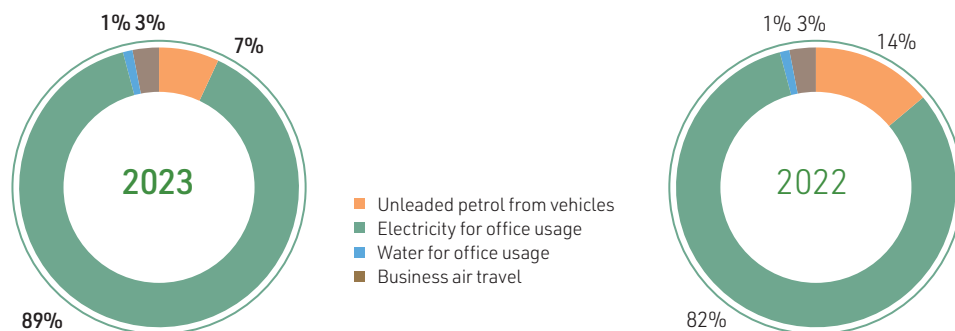 1% 3%
7%
2023
89%
Unleaded petrol from vehicles
Electricity for office usage
Water for office usage
Business air travel
1% 3%
14%
2022
82%